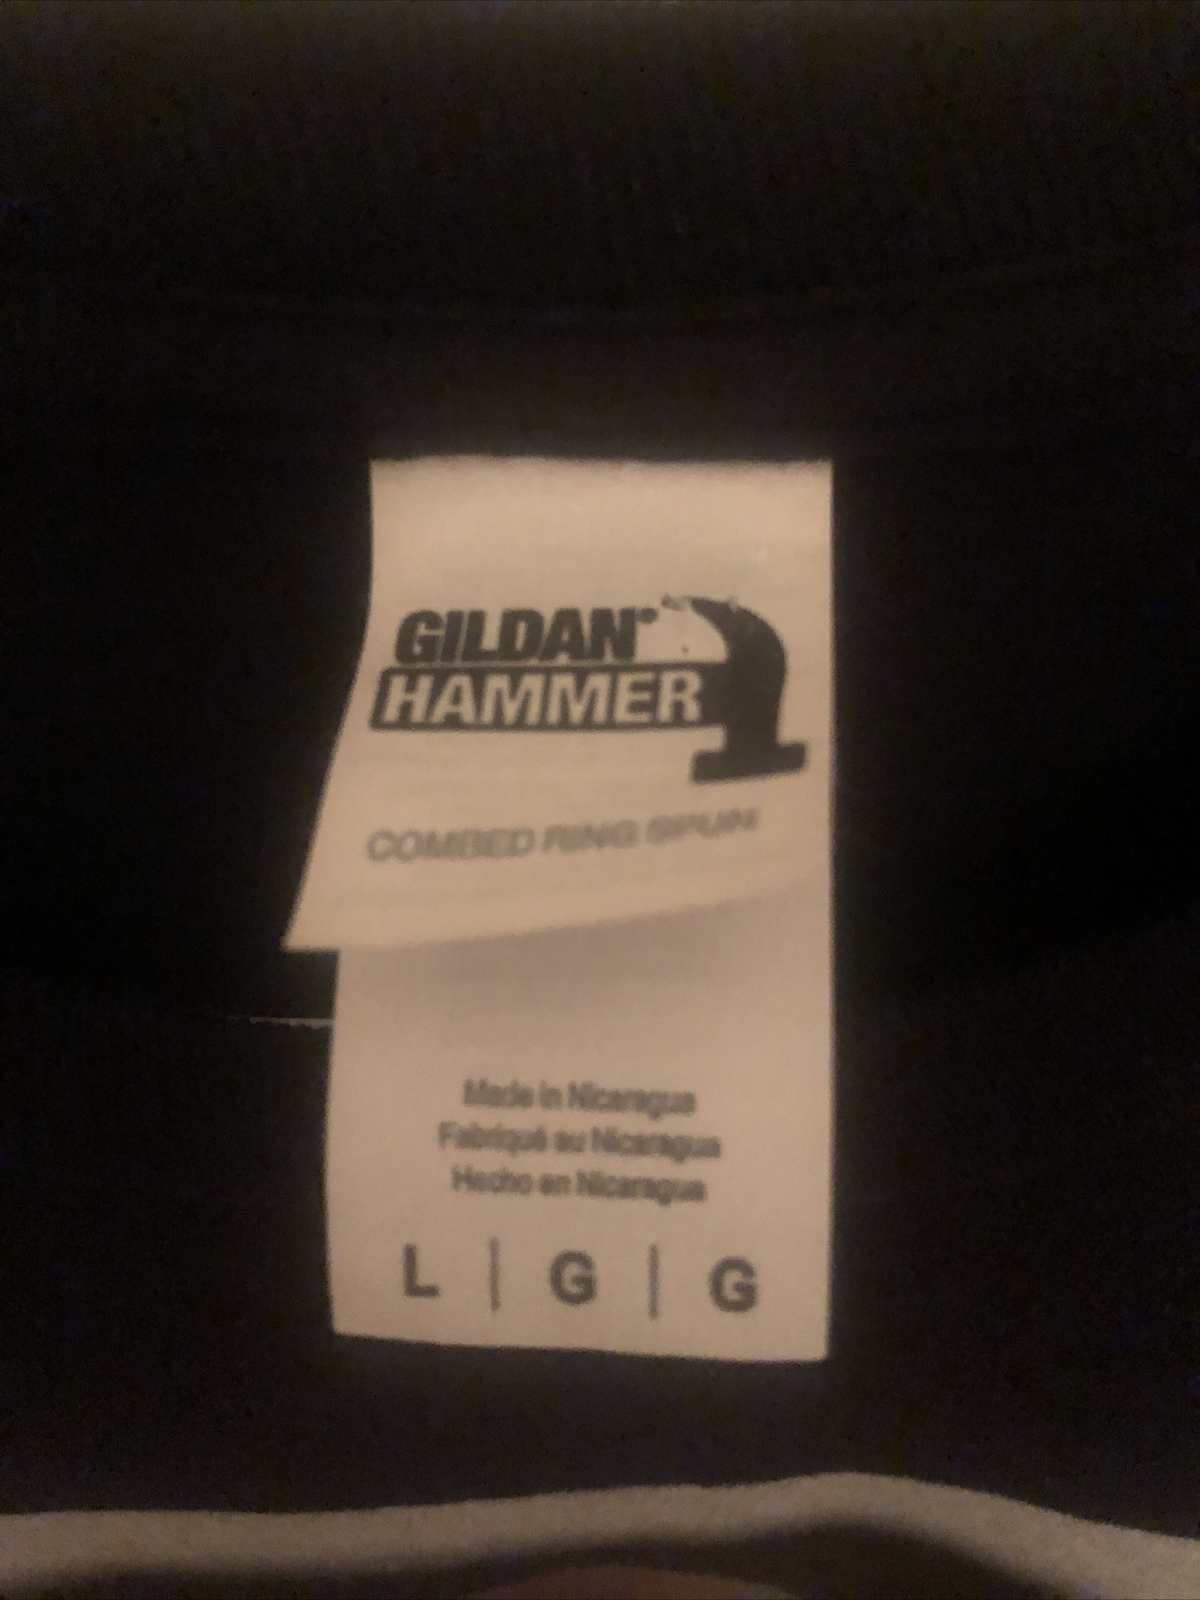 GILDAN®
HAMMER
COMBED RING SPUN
Made in Nicaragua
Fabriqué au Nicaragua
Hecho en Nicaragua
L | G | G